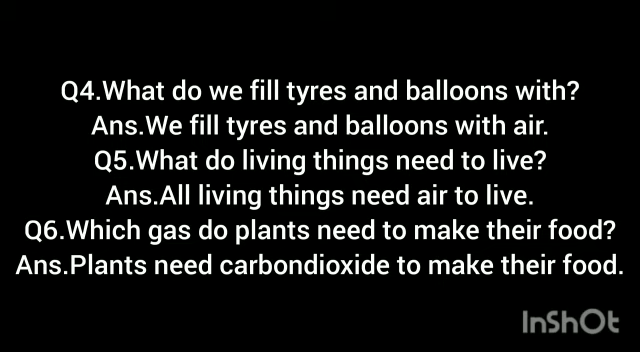 Q4.What do we fill tyres and balloons with?
Ans.We fill tyres and balloons with air.
Q5.What do living things need to live?
Ans.All living things need air to live.
Q6.Which gas do plants need to make their food?
Ans.Plants need carbondioxide to make their food.
InShOt